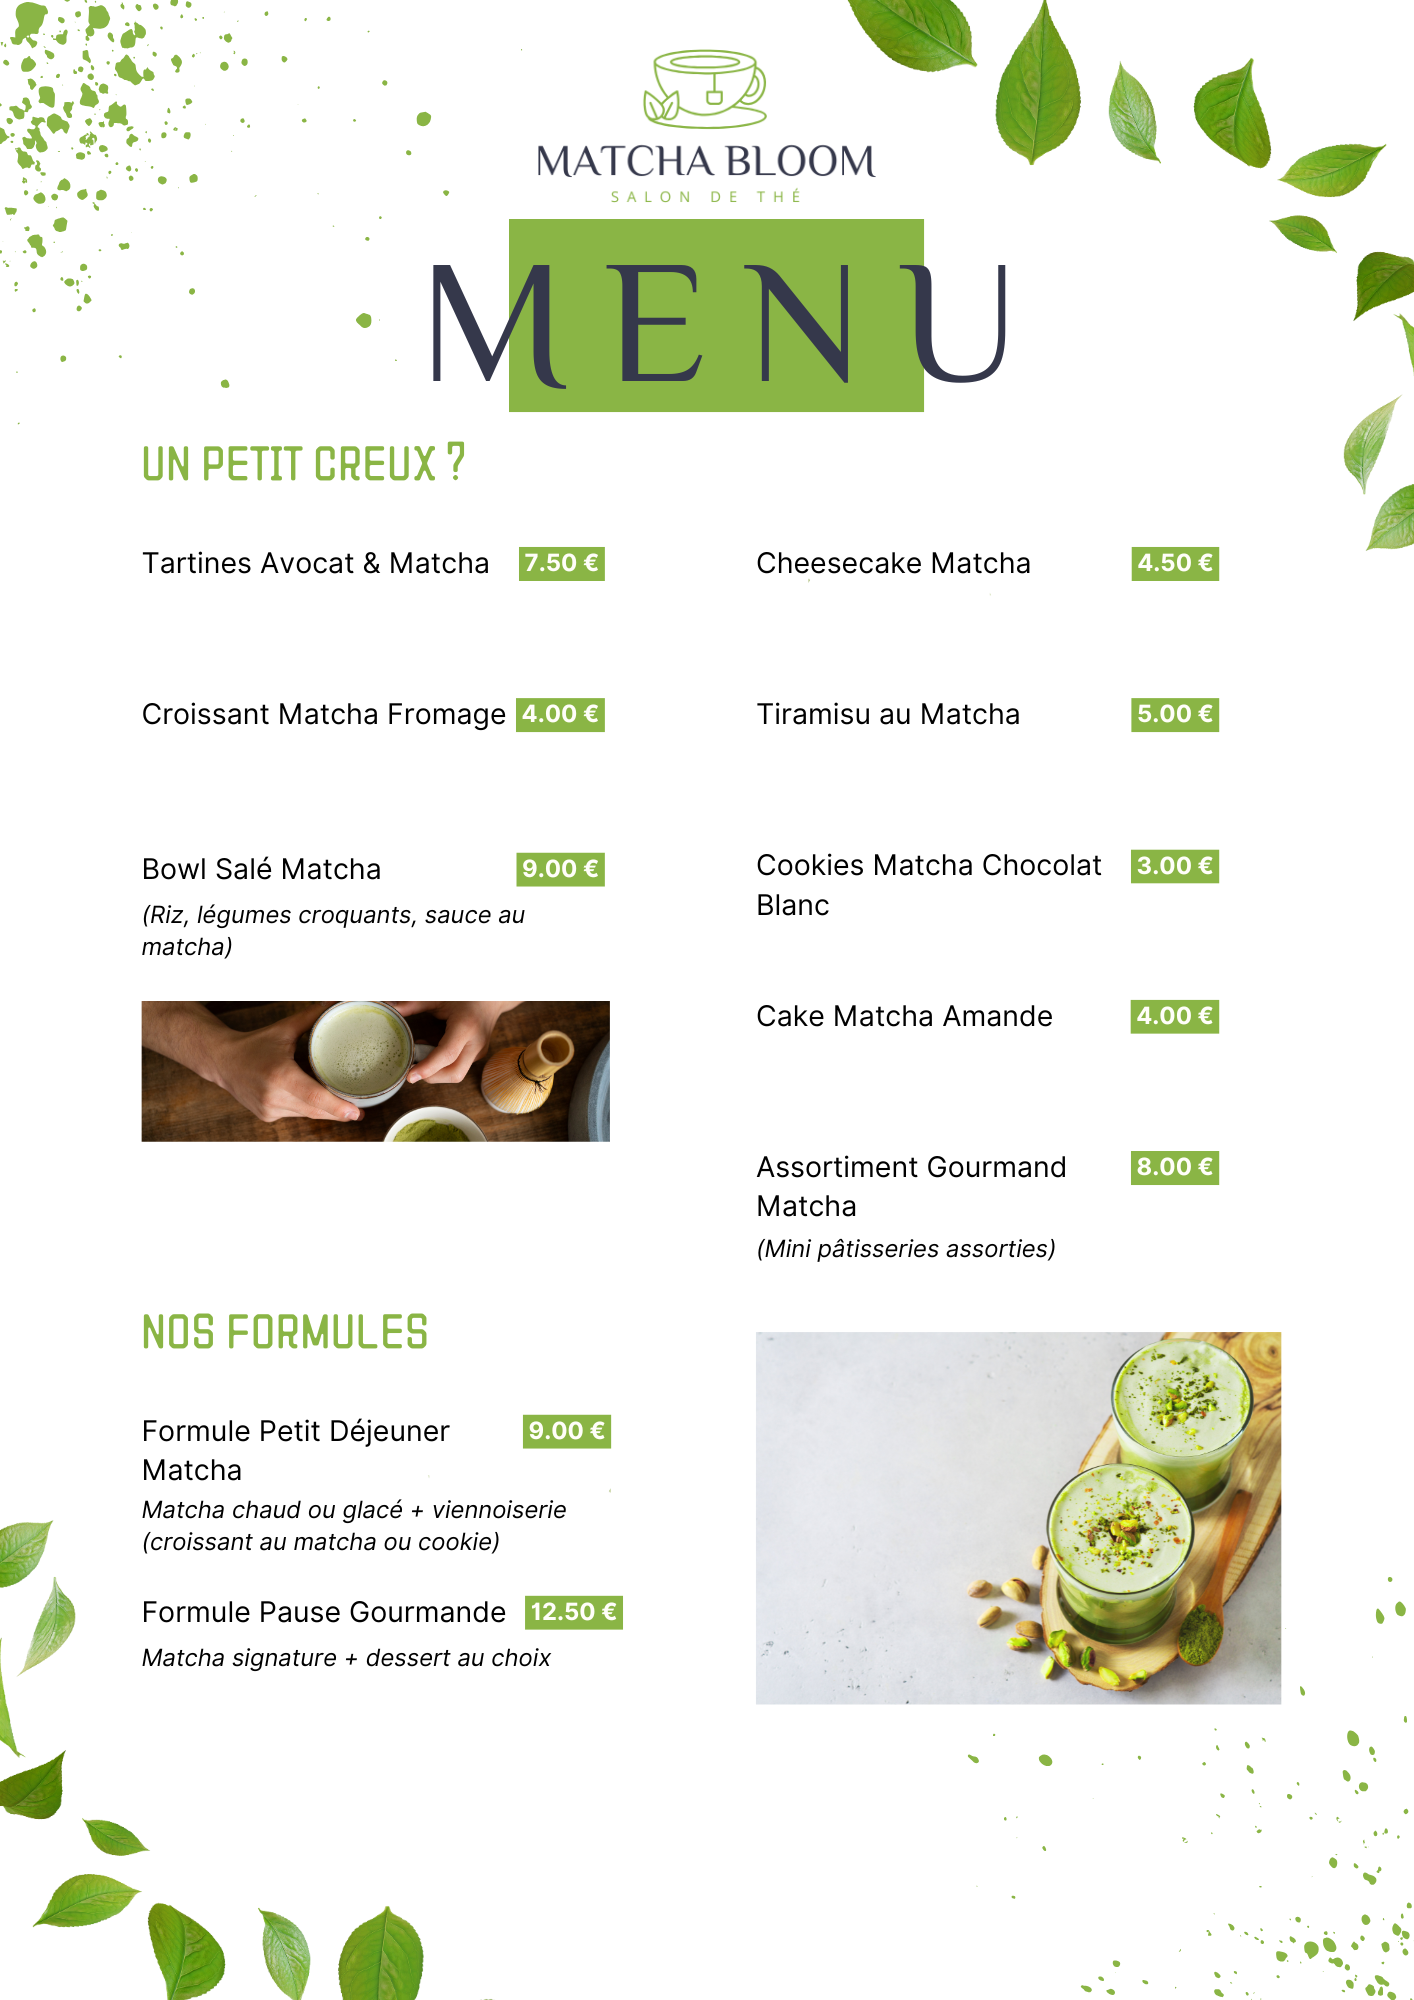 MATCHA BLOOM
SALON DE THÉ
MENU
UN PETIT CREUX ?
Tartines Avocat & Matcha 7.50 €
Croissant Matcha Fromage 4.00 €
Bowl Salé Matcha 9.00 €
(Riz, légumes croquants, sauce au
matcha)
Cheesecake Matcha 4.50 €
Tiramisu au Matcha 5.00 €
Cookies Matcha Chocolat 3.00 €
Blanc
Cake Matcha Amande 4.00 €
Assortiment Gourmand 8.00 €
Matcha
(Mini pâtisseries assorties)
NOS FORMULES
Formule Petit Déjeuner 9.00 €
Matcha
Matcha chaud ou glacé + viennoiserie
(croissant au matcha ou cookie)
Formule Pause Gourmande 12.50 €
Matcha signature + dessert au choix